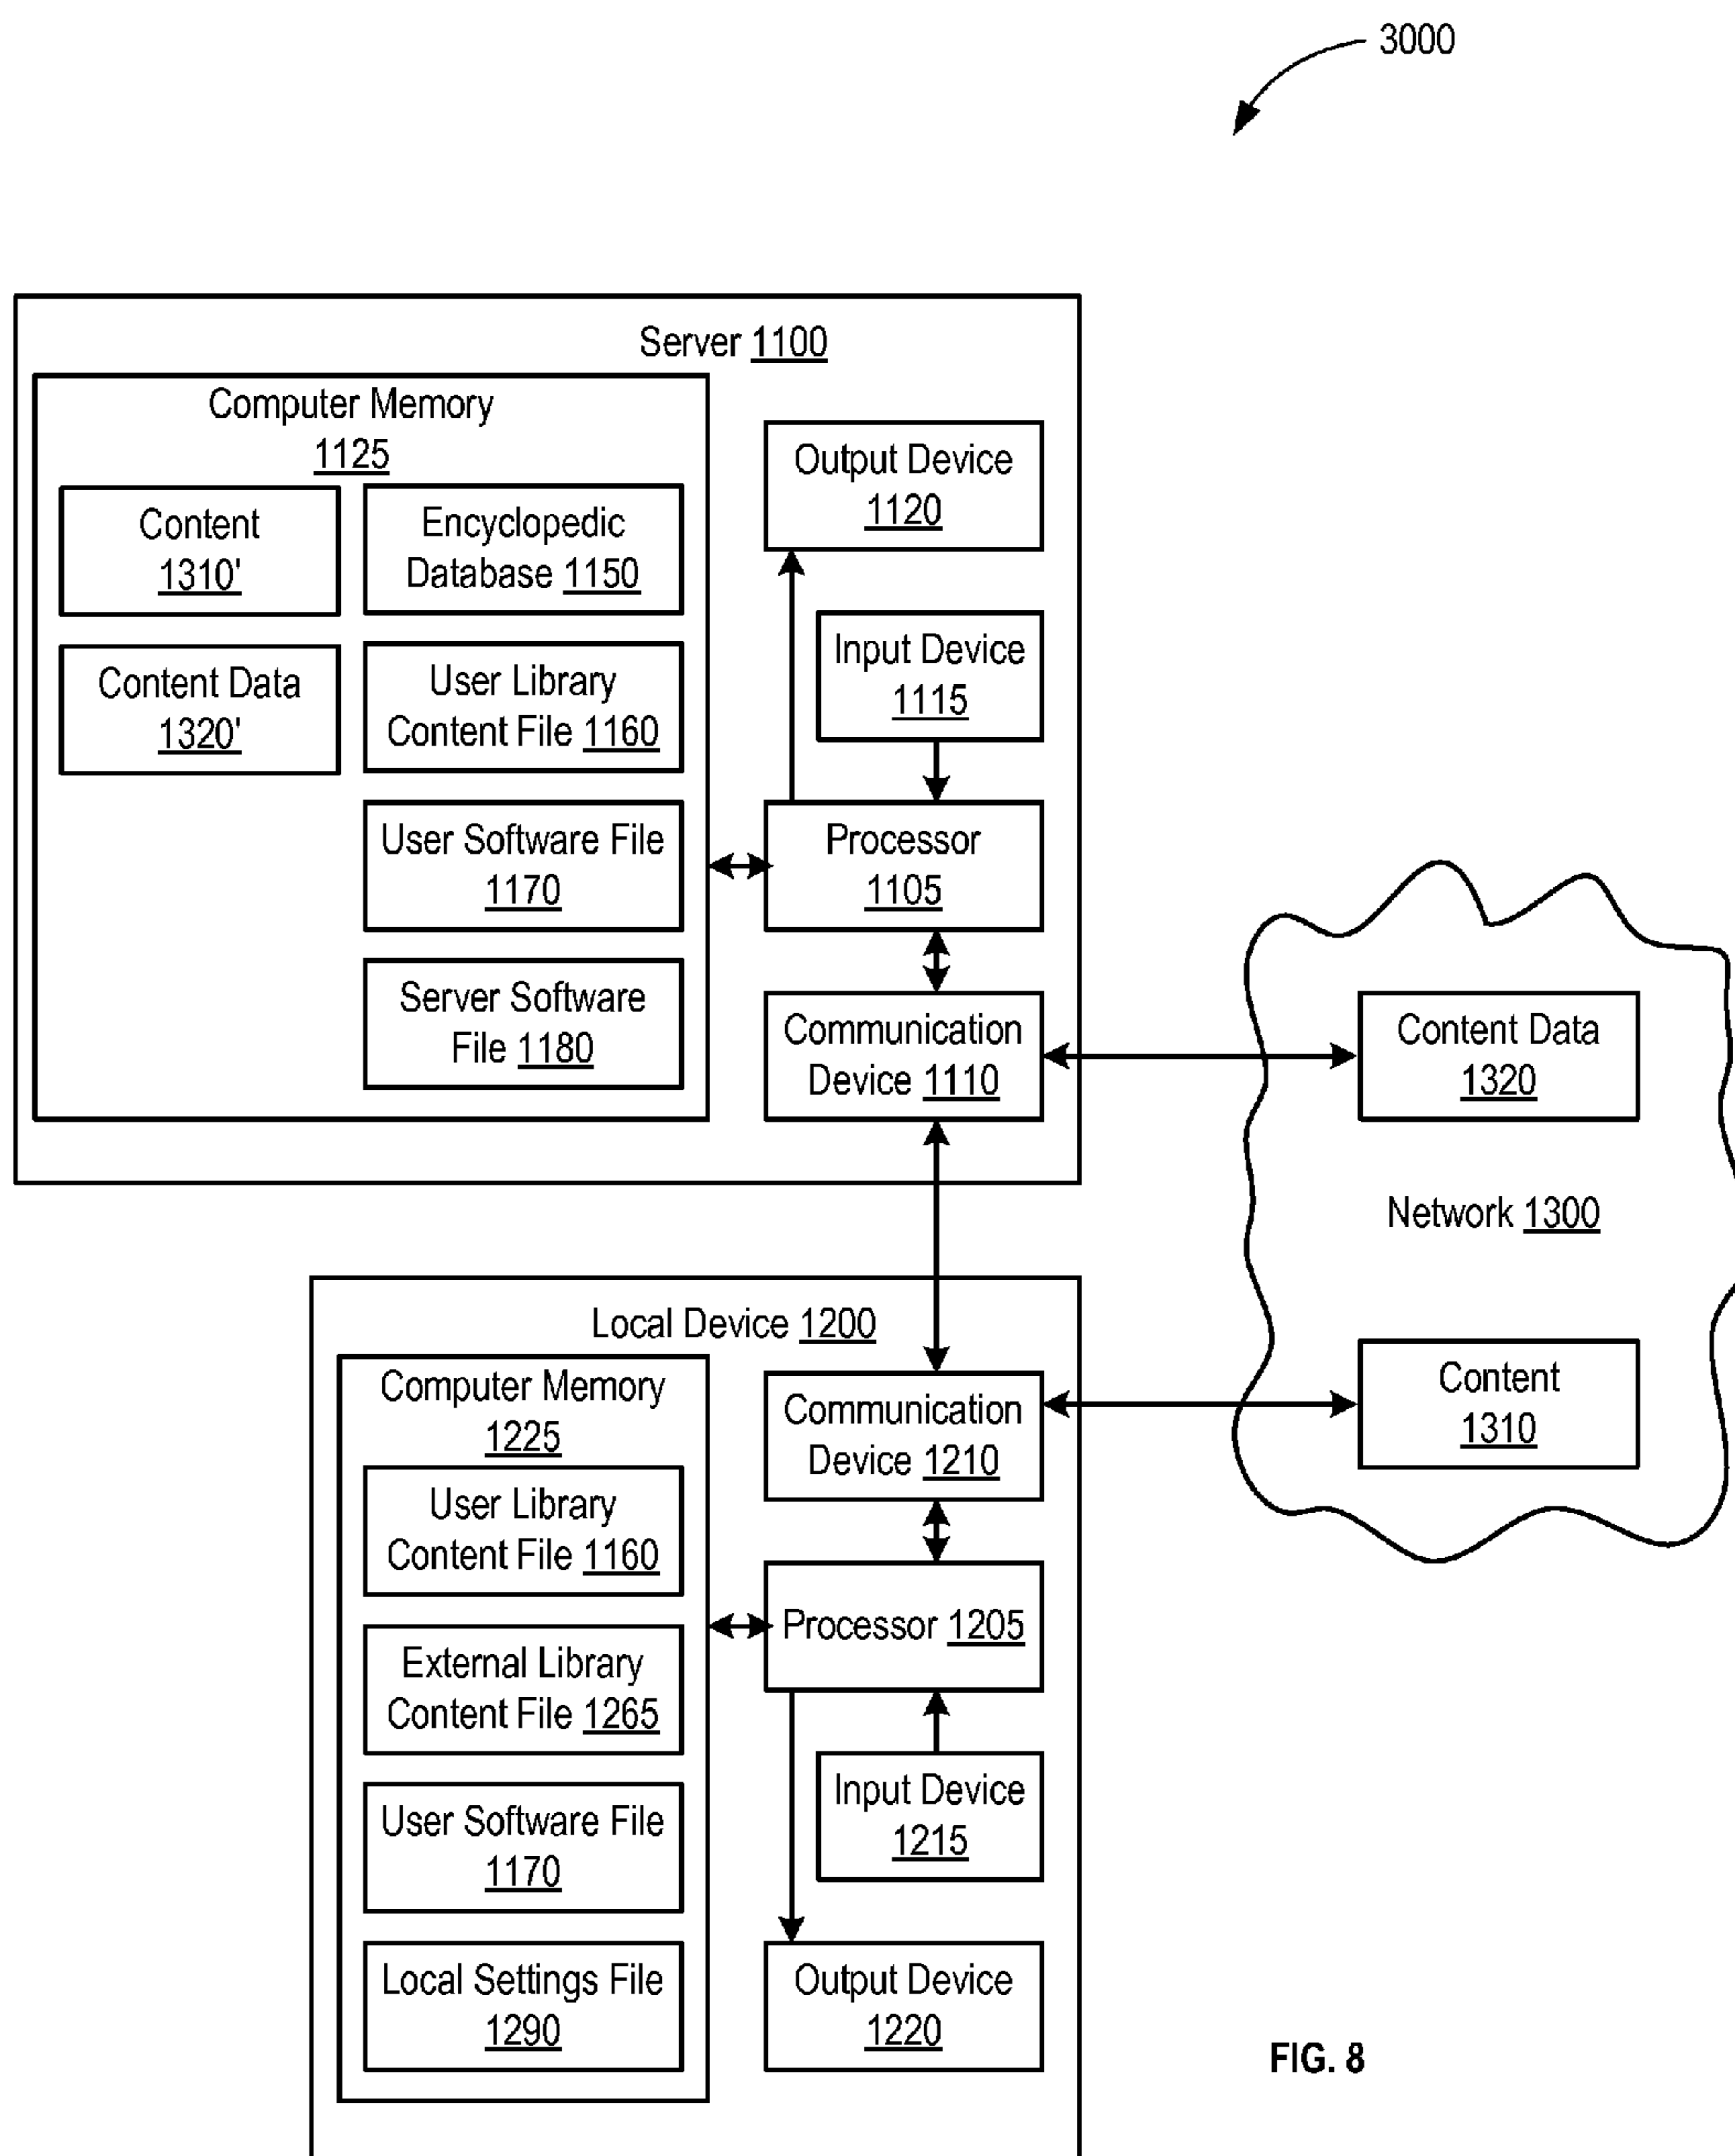 3000
Server 1100
Computer Memory
1125
Content
1310'
Encyclopedic
Database 1150
Content Data
1320'
User Library
Content File 1160
User Software File
1170
Server Software
File 1180
Output Device
1120
Input Device
1115
Processor
1105
Communication
Device 1110
Content Data
1320
Network 1300
Content
1310
Local Device 1200
Computer Memory
1225
User Library
Content File 1160
External Library
Content File 1265
User Software File
1170
Local Settings File
1290
Communication
Device 1210
Processor 1205
Input Device
1215
Output Device
1220
FIG. 8